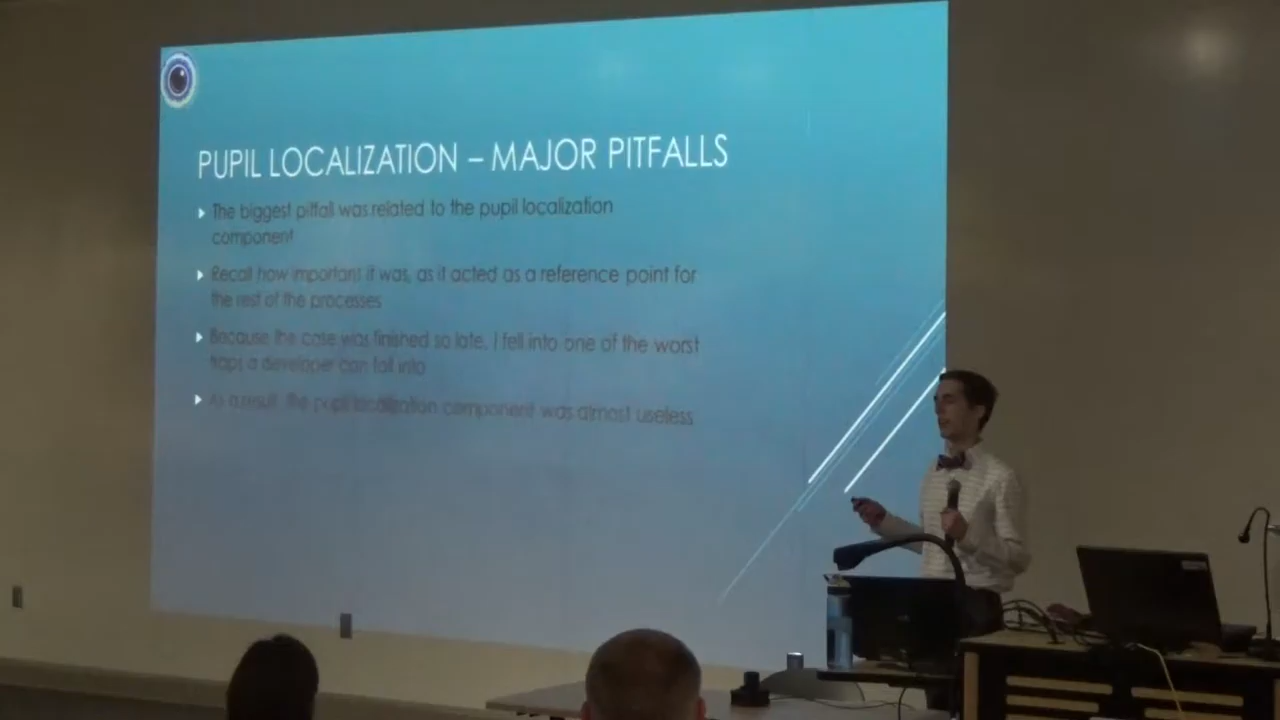 PUPIL LOCALIZATION – MAJOR PITFALLS
The biggest pitfall was related to the pupil localization
component
Recall how important it was, as it acted as a reference point for
the rest of the processes
Because the case was finished so late, I fell into one of the worst
traps a developer can fall into
As a result, the pupil localization component was almost useless